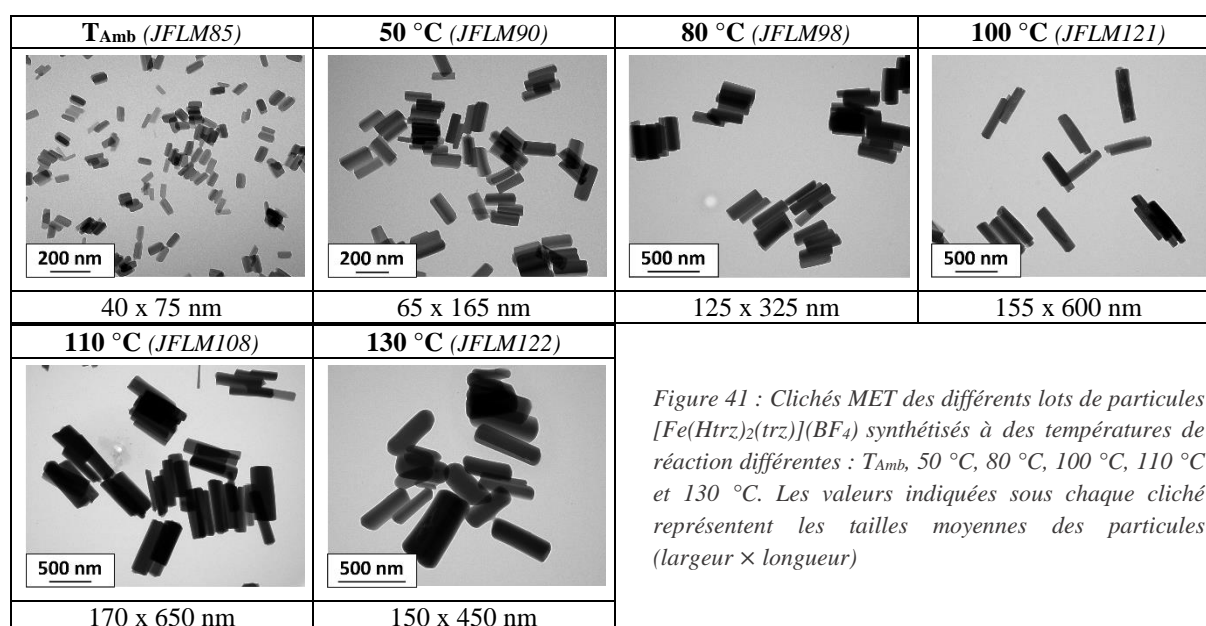 TAmb (JFLM85) 50 °C (JFLM90) 80 °C (JFLM98) 100 °C (JFLM121)
200 nm 200 nm 500 nm 500 nm
40 x 75 nm 65 x 165 nm 125 x 325 nm 155 x 600 nm
110 °C (JFLM108) 130 °C (JFLM122)
500 nm 500 nm
170 x 650 nm 150 x 450 nm
Figure 41 : Clichés MET des différents lots de particules
[Fe(Htrz)2(trz)](BF4) synthétisés à des températures de
réaction différentes : TAmb, 50 °C, 80 °C, 100 °C, 110 °C
et 130 °C. Les valeurs indiquées sous chaque cliché
représentent les tailles moyennes des particules
(largeur × longueur)